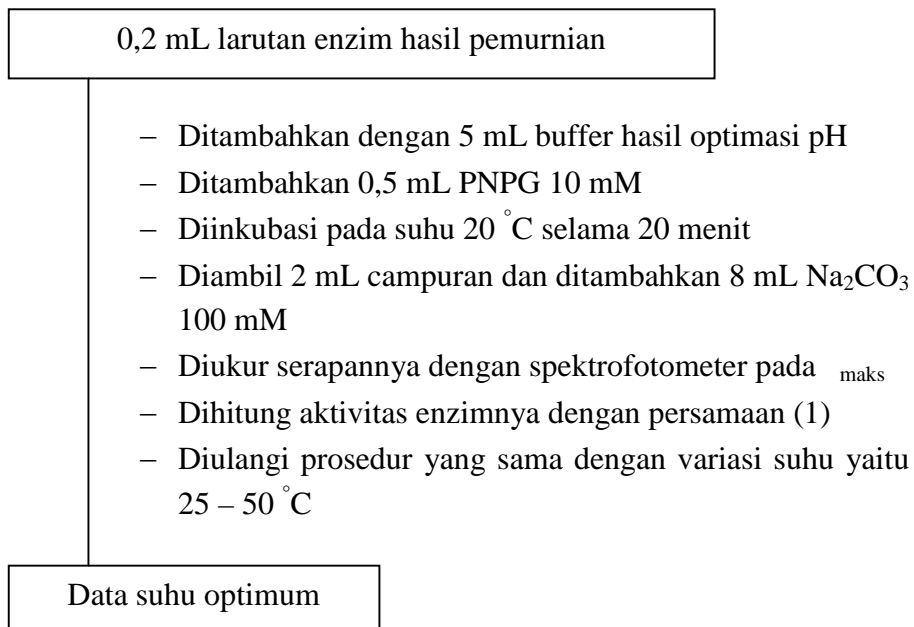 0,2 mL larutan enzim hasil pemurnian
– Ditambahkan dengan 5 mL buffer hasil optimasi pH
– Ditambahkan 0,5 mL PNPG 10 mM
– Diinkubasi pada suhu 20 °C selama 20 menit
– Diambil 2 mL campuran dan ditambahkan 8 mL Na₂CO₃
100 mM
– Diukur serapannya dengan spektrofotometer pada maks
– Dihitung aktivitas enzimnya dengan persamaan (1)
– Diulangi prosedur yang sama dengan variasi suhu yaitu
25 – 50 °C
Data suhu optimum